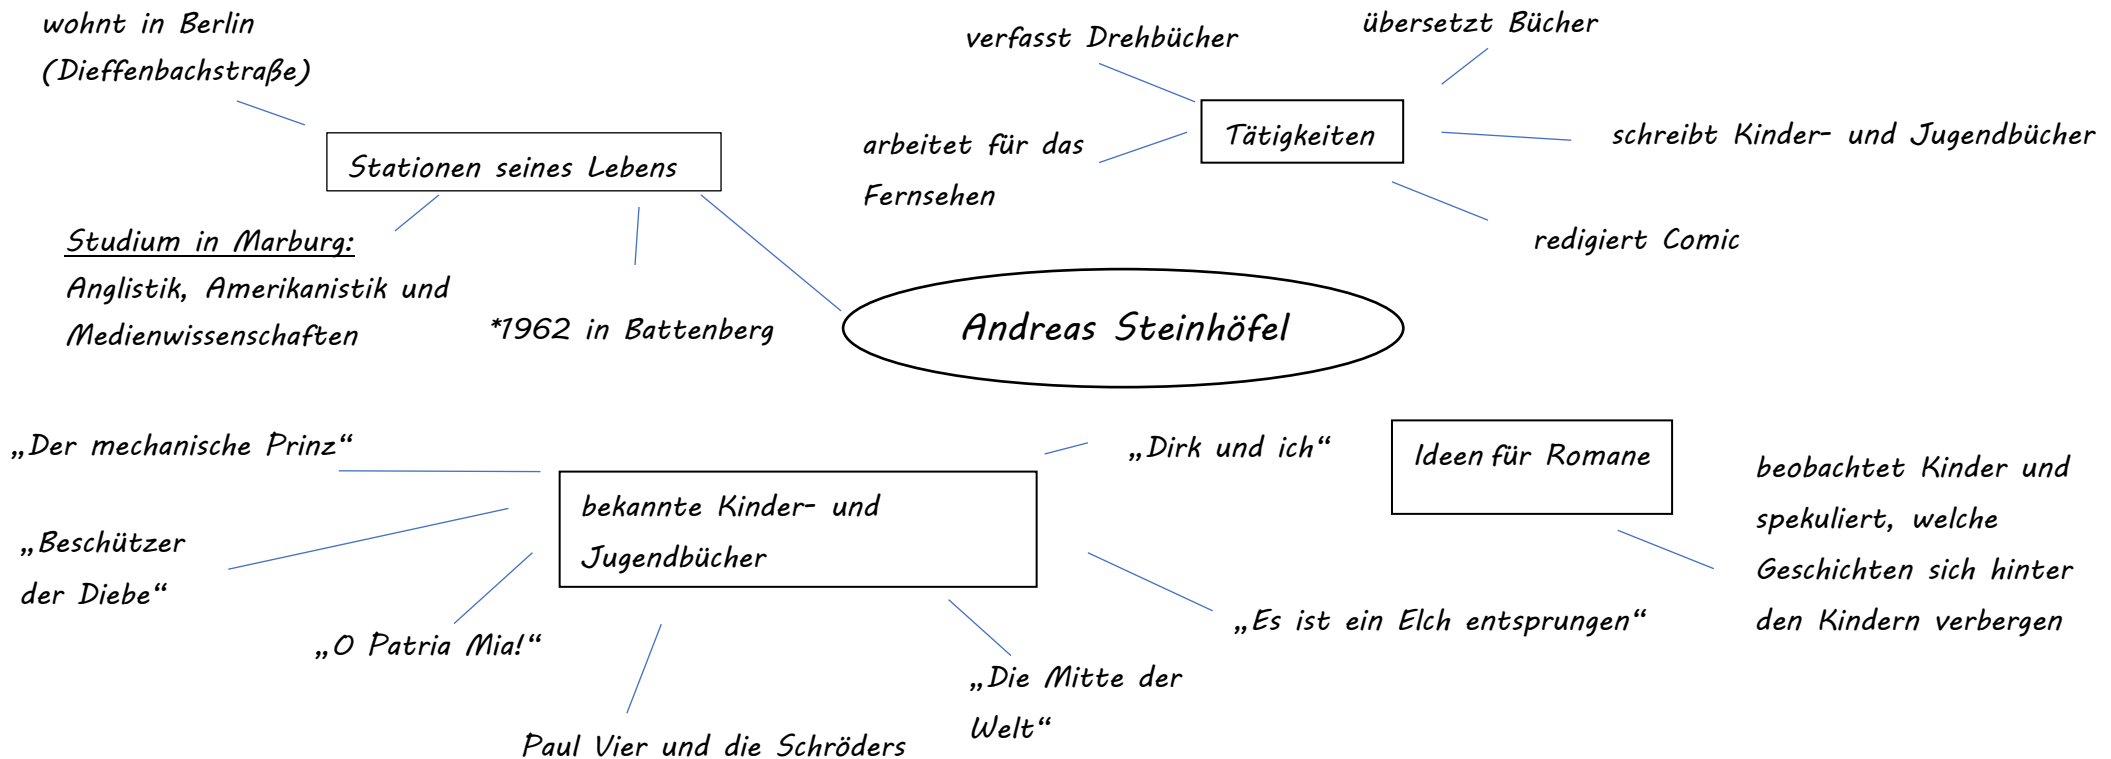 wohnt in Berlin
(Dieffenbachstraße)
Stationen seines Lebens
Studium in Marburg:
Anglistik, Amerikanistik und
Medienwissenschaften
*1962 in Battenberg
verfasst Drehbücher
übersetzt Bücher
arbeitet für das
Fernsehen
Tätigkeiten
schreibt Kinder- und Jugendbücher
redigiert Comic
Andreas Steinhöfel
„Der mechanische Prinz“
„Beschützer
der Diebe“
„O Patria Mia!“
bekannte Kinder- und
Jugendbücher
Paul Vier und die Schröders
„Die Mitte der
Welt“
„Dirk und ich“
„Es ist ein Elch entsprungen“
Ideen für Romane
beobachtet Kinder und
spekuliert, welche
Geschichten sich hinter
den Kindern verbergen